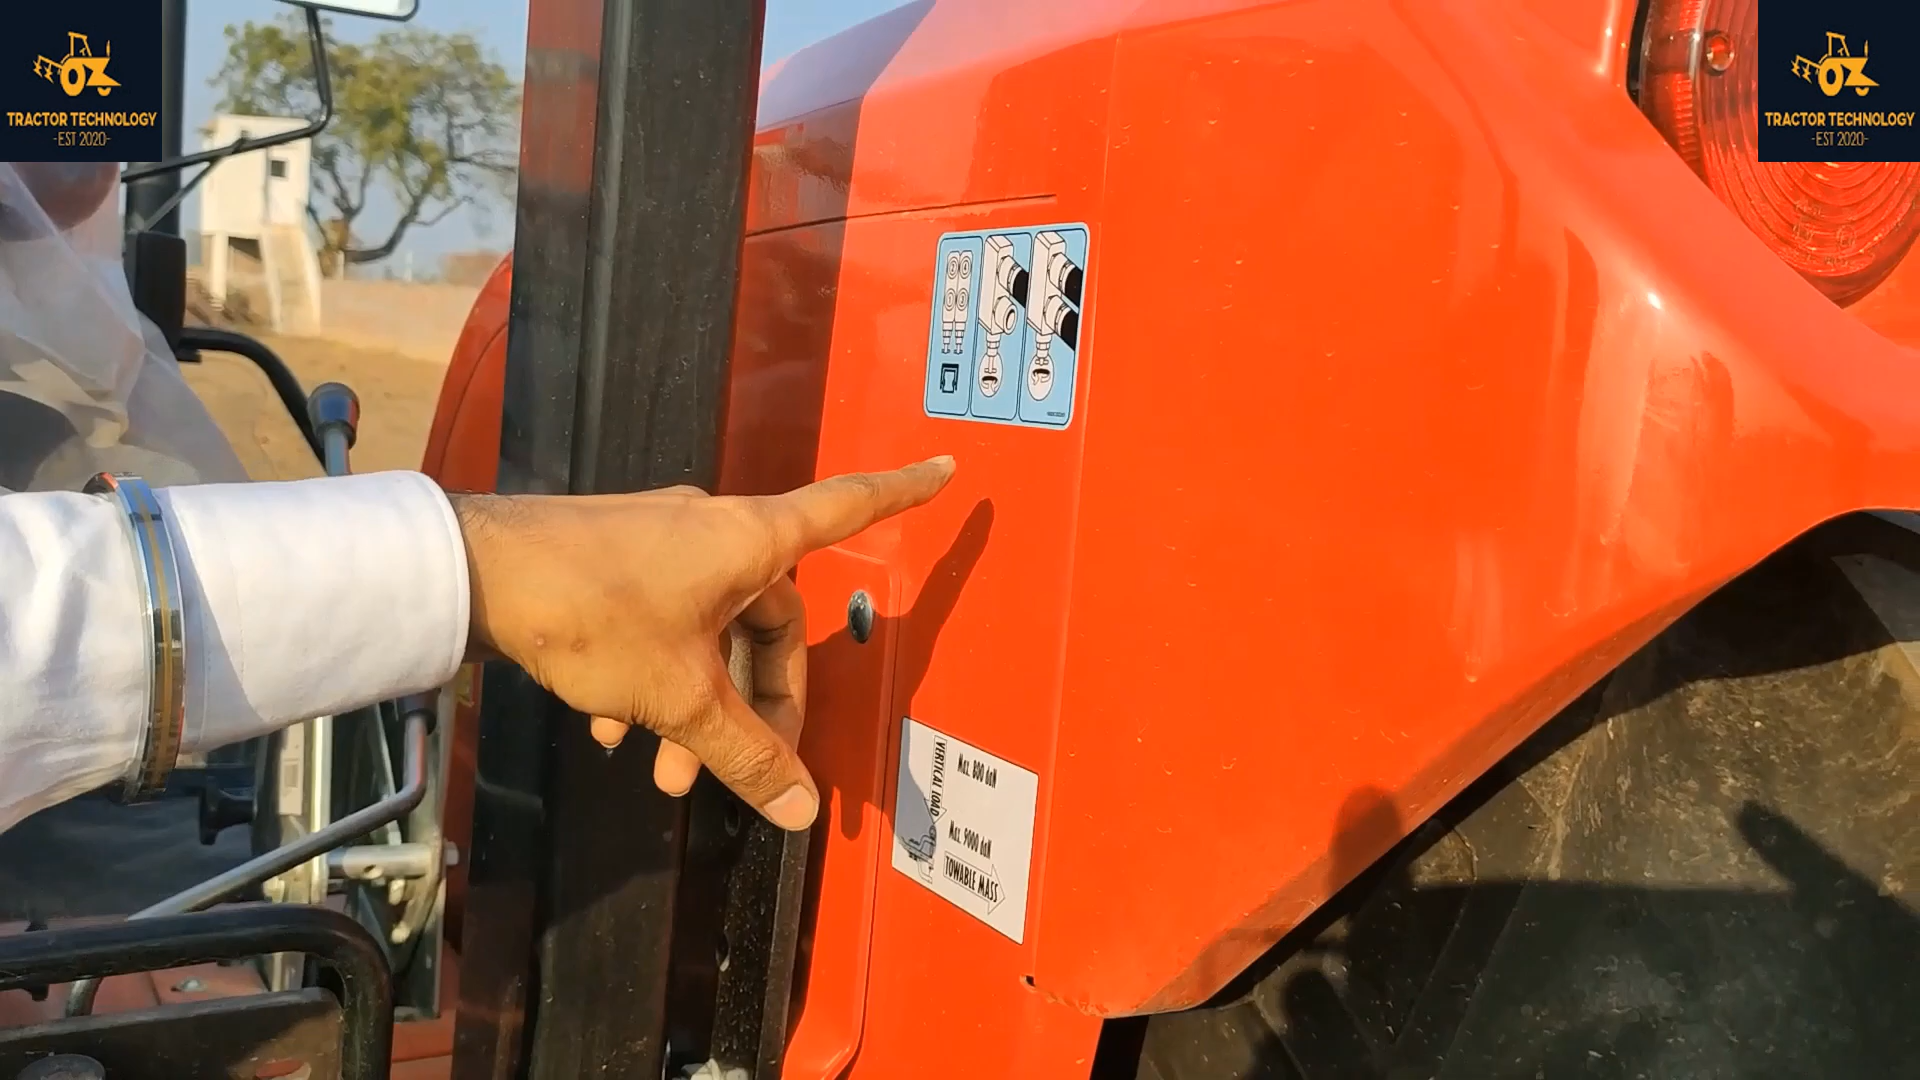 TRACTOR TECHNOLOGY
-EST 2020-
TRACTOR TECHNOLOGY
-EST 2020-
VERTICAL LOAD
Max. 800 daN
Max. 9000 daN
TOWABLE MASS